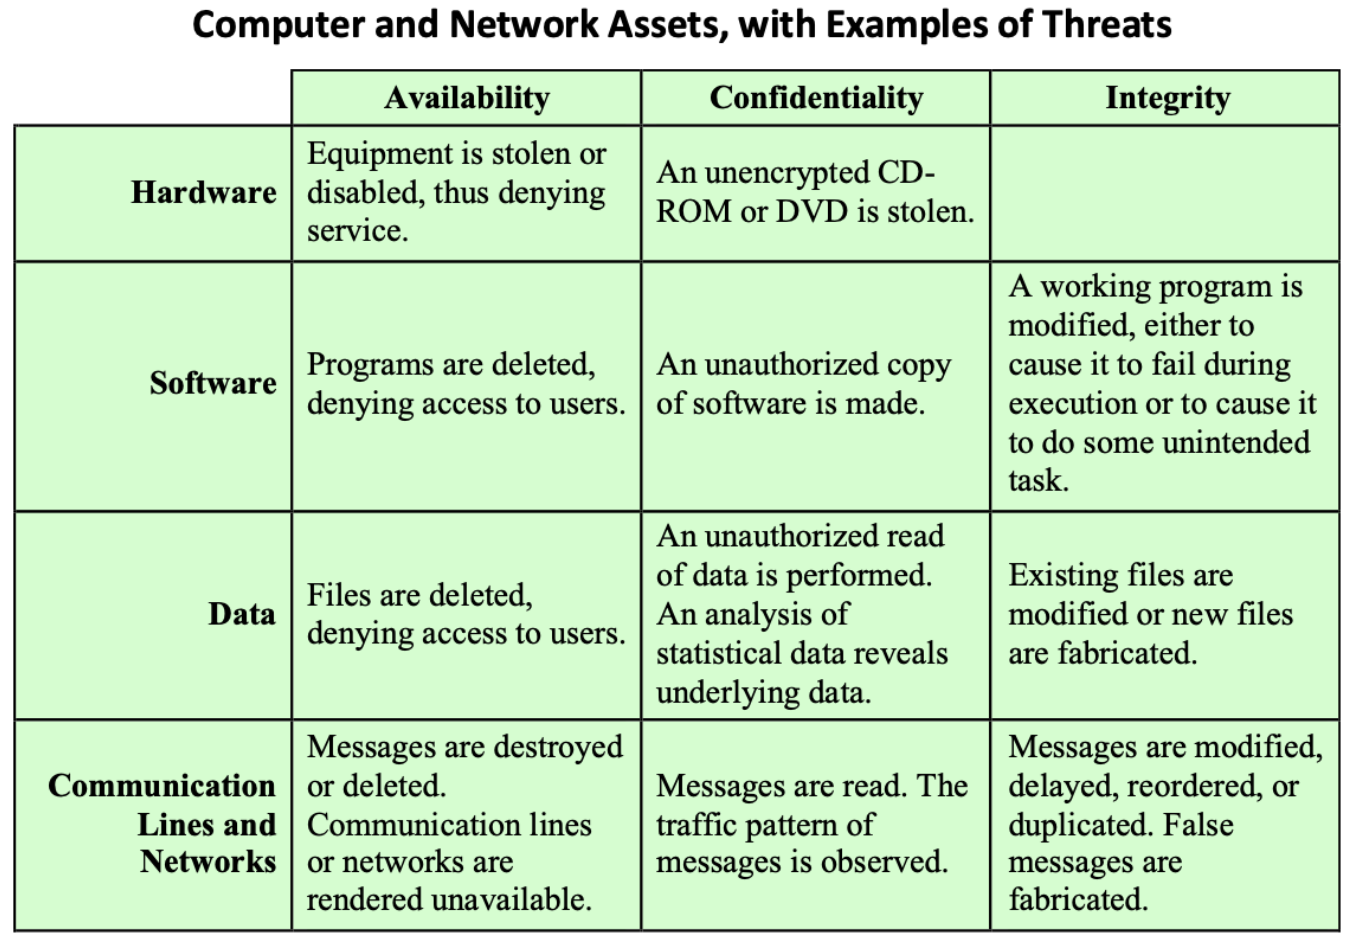 Computer and Network Assets, with Examples of Threats
Availability
Confidentiality
Integrity
Hardware
Equipment is stolen or
disabled, thus denying
service.
An unencrypted CD-
ROM or DVD is stolen.
Software
Programs are deleted,
denying access to users.
An unauthorized copy
of software is made.
A working program is
modified, either to
cause it to fail during
execution or to cause it
to do some unintended
task.
Data
Files are deleted,
denying access to users.
An unauthorized read
of data is performed.
An analysis of
statistical data reveals
underlying data.
Existing files are
modified or new files
are fabricated.
Communication
Lines and
Networks
Messages are destroyed
or deleted.
Communication lines
or networks are
rendered unavailable.
Messages are read. The
traffic pattern of
messages is observed.
Messages are modified,
delayed, reordered, or
duplicated. False
messages are
fabricated.